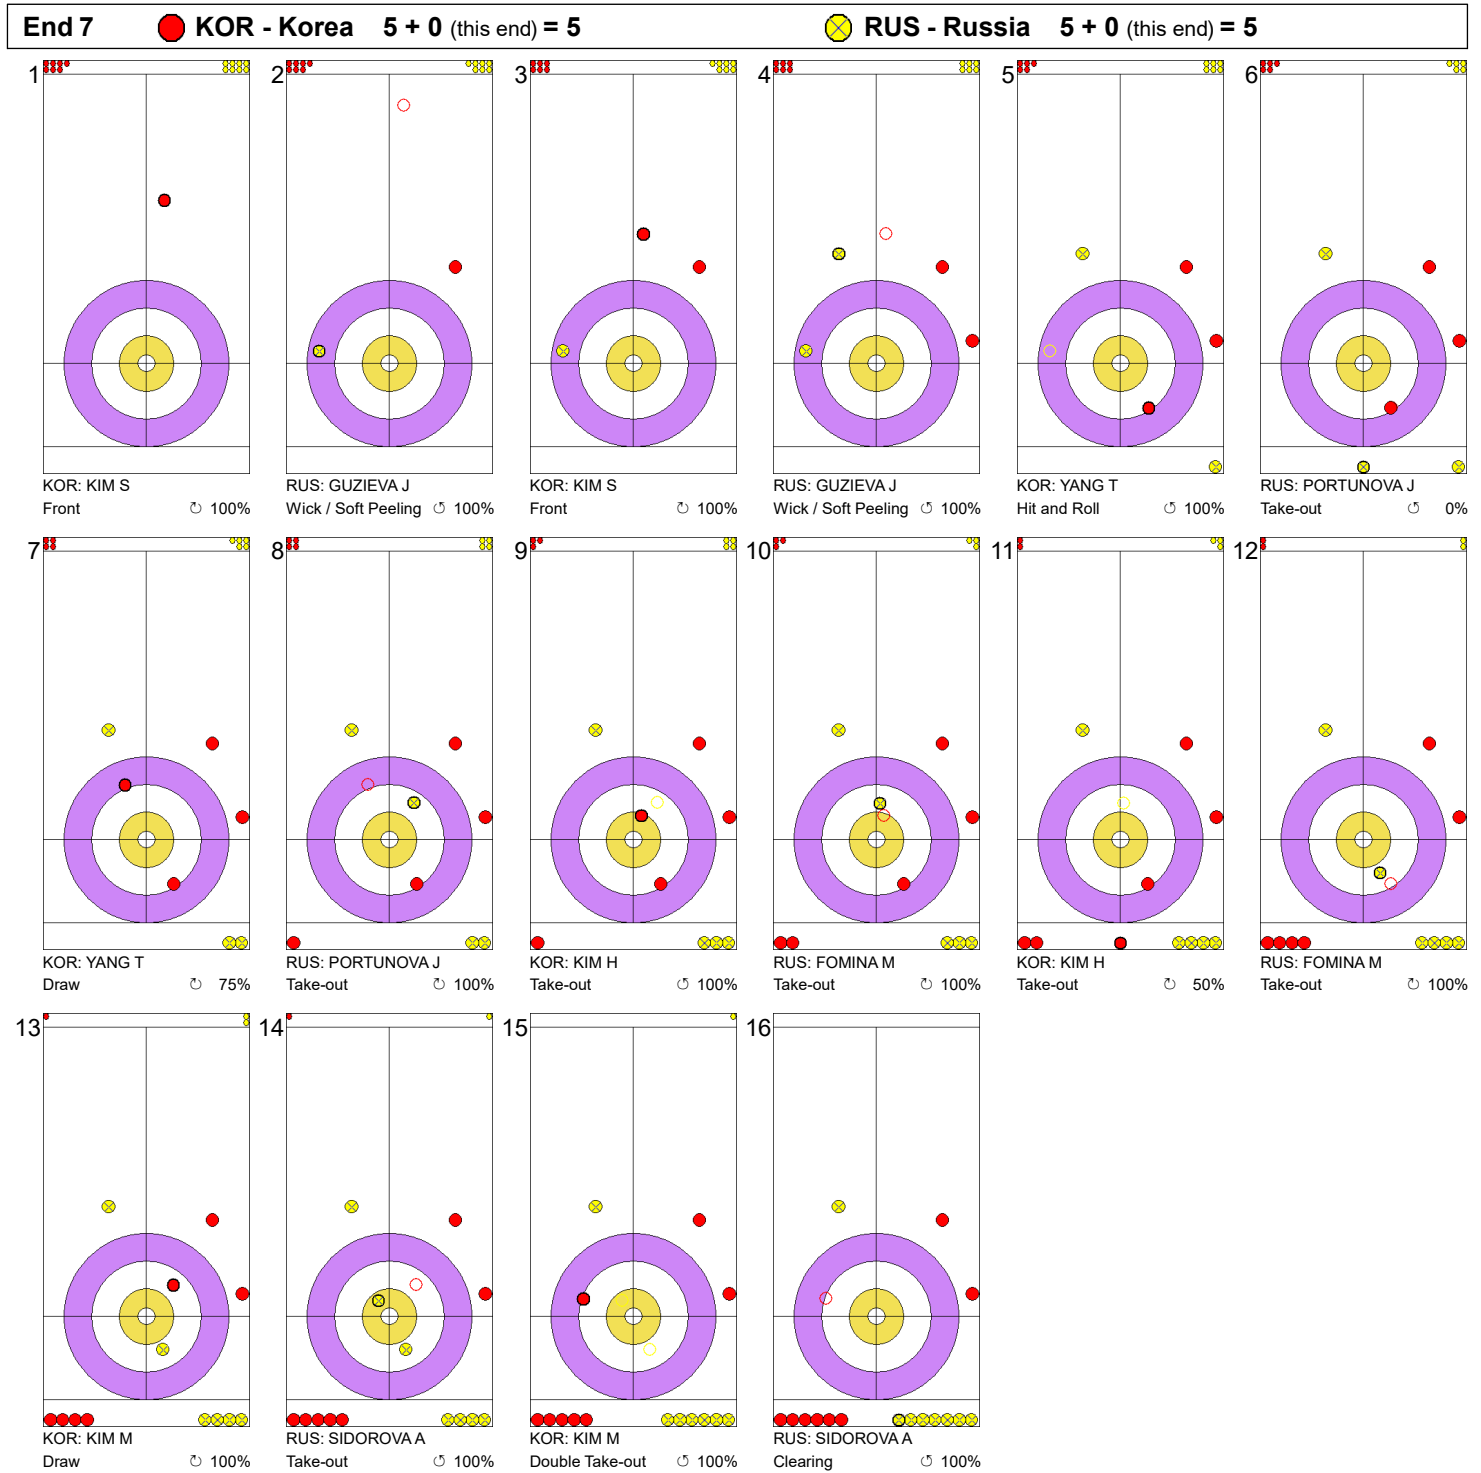 End 7 KOR - Korea 5 + 0 (this end) = 5 RUS - Russia 5 + 0 (this end) = 5
1 2 3 4 5 6
KOR: KIM S RUS: GUZIEVA J KOR: KIM S RUS: GUZIEVA J KOR: YANG T RUS: PORTUNOVA J
Front ↻ 100% Wick / Soft Peeling ↺ 100% Front ↻ 100% Wick / Soft Peeling ↺ 100% Hit and Roll ↻ 100% Take-out ↺ 0%
7 8 9 10 11 12
KOR: YANG T RUS: PORTUNOVA J KOR: KIM H RUS: FOMINA M KOR: KIM H RUS: FOMINA M
Draw ↻ 75% Take-out ↻ 100% Take-out ↺ 100% Take-out ↺ 100% Take-out ↻ 50% Take-out ↻ 100%
13 14 15 16
KOR: KIM M RUS: SIDOROVA A KOR: KIM M RUS: SIDOROVA A
Draw ↻ 100% Take-out ↻ 100% Double Take-out ↻ 100% Clearing ↺ 100%